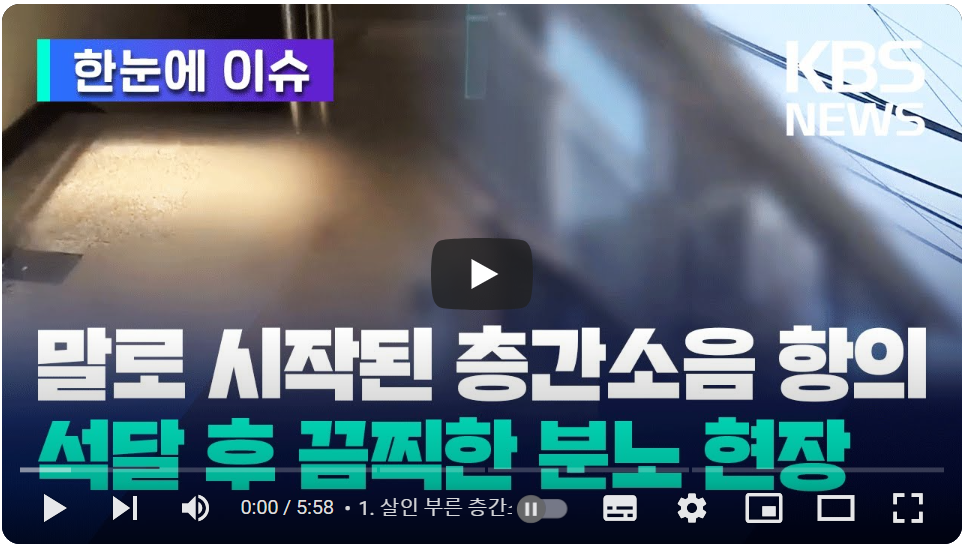 한눈에 이슈
KBS
NEWS
말로 시작된 층간소음 항의
석달 후 끔찍한 분노 현장
0:00 / 5:58 • 1. 살인 부른 층간